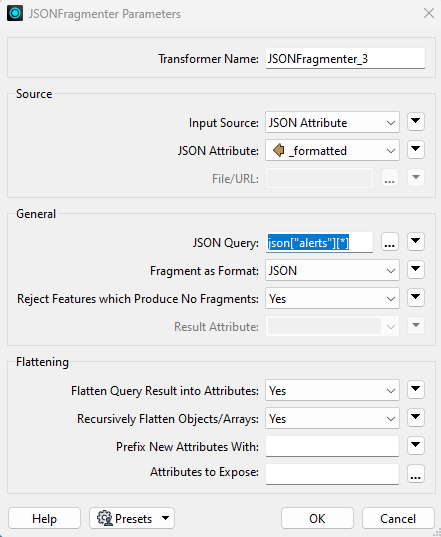 JSONFragmenter Parameters
Transformer Name: JSONFragmenter_3
Source
Input Source: JSON Attribute
JSON Attribute: _formatted
File/URL: ...
General
JSON Query: json["alerts"][*] ...
Fragment as Format: JSON
Reject Features which Produce No Fragments: Yes
Result Attribute:
Flattening
Flatten Query Result into Attributes: Yes
Recursively Flatten Objects/Arrays: Yes
Prefix New Attributes With:
Attributes to Expose: ...
Help Presets OK Cancel